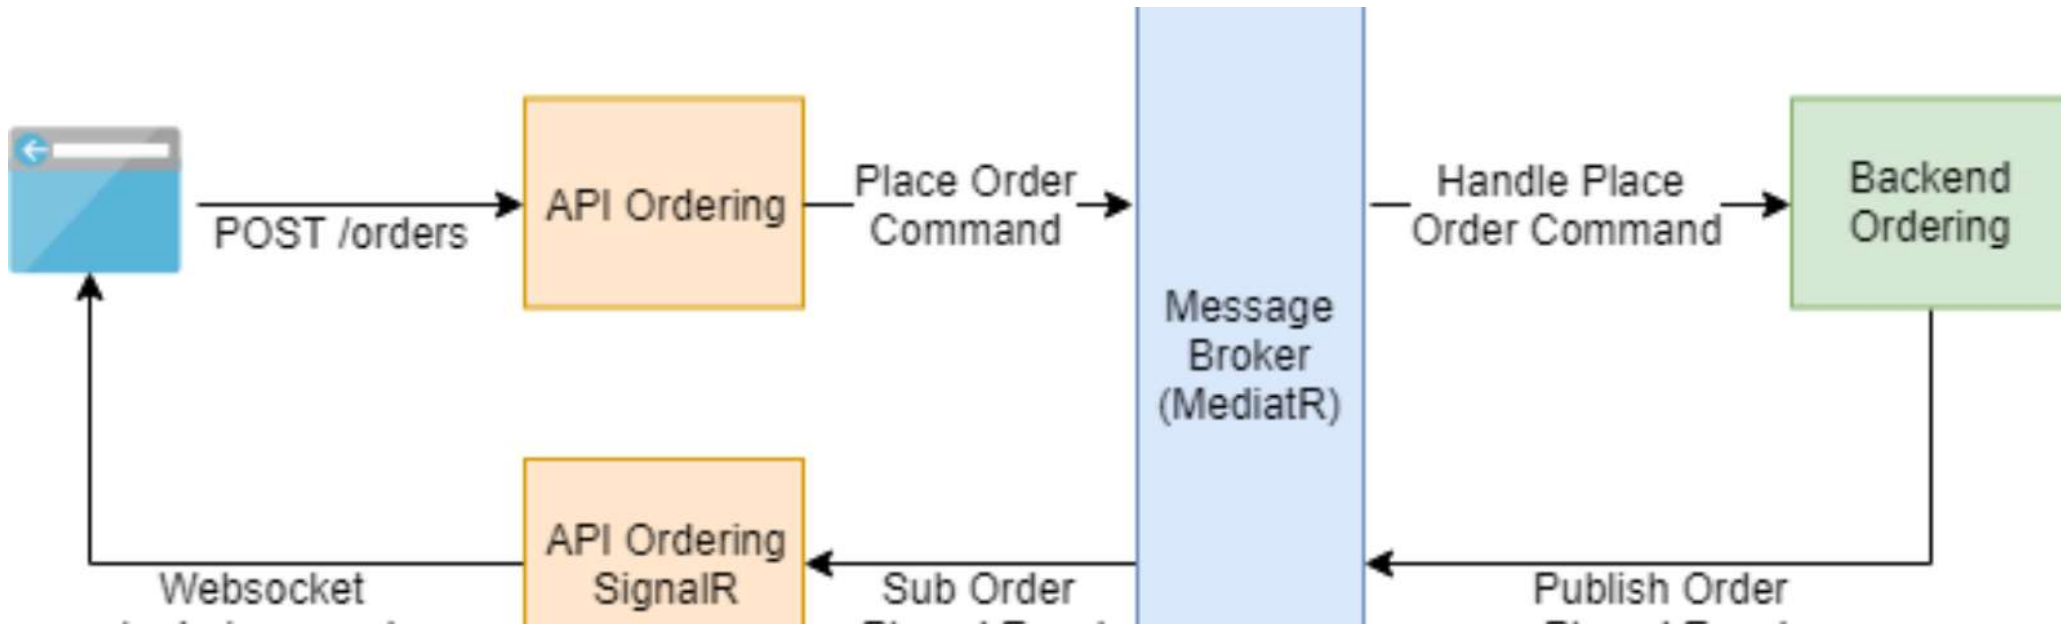 POST /orders
API Ordering
Place Order
Command
Message
Broker
(MediatR)
Handle Place
Order Command
Backend
Ordering
Publish Order
Sub Order
API Ordering
SignalR
Websocket